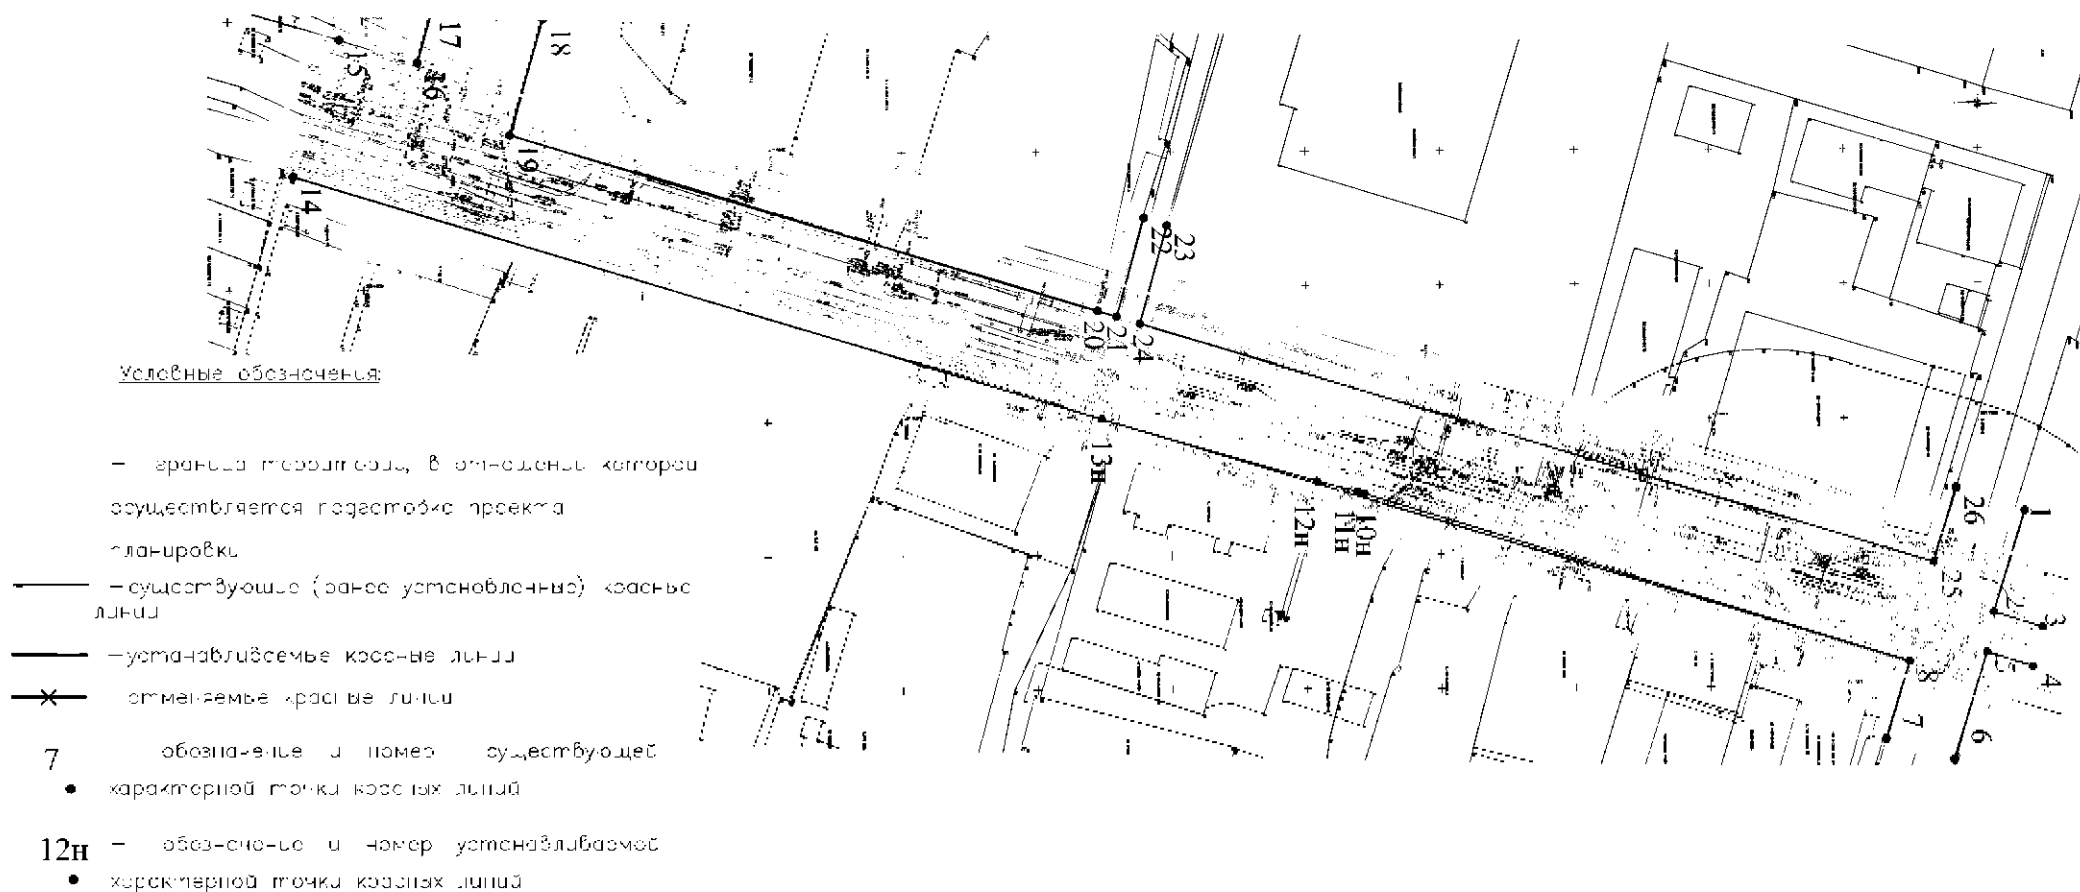 17
18
15
16
19
14
22
23
20
21
24
13н
12н
11н
10н
26
1
25
2
3
8
5
4
7
6
Условные обозначения:
– граница территории, в отношении которой
осуществляется подготовка проекта
планировки
– существующие (ранее установленные) красные
линии
– устанавливаемые красные линии
отменяемые красные линии
7 обозначение и номер существующей
характерной точки красных линий
12н – обозначение и номер устанавливаемой
характерной точки красных линий